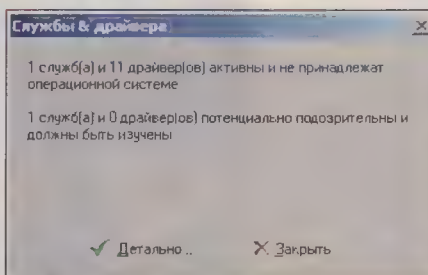 Службы & драйвера
1 служб(а) и 11 драйвер(ов) активны и не принадлежат
операционной системе
1 служб(а) и 0 драйвер(ов) потенциально подозрительны и
должны быть изучены
Детально ..
Закрыть